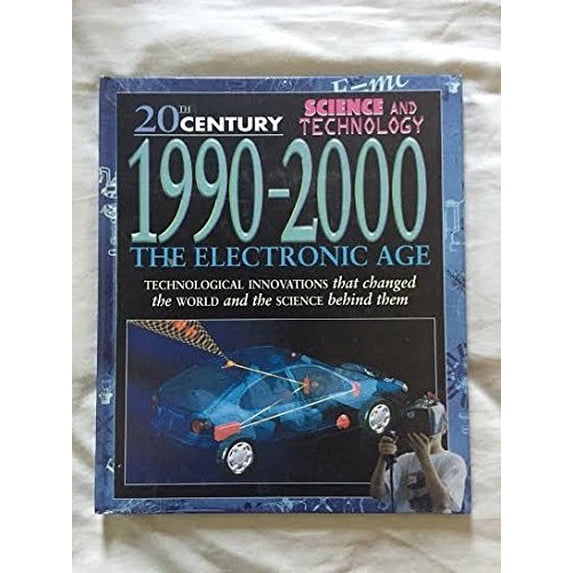 E=mc
20TH CENTURY
SCIENCE AND
TECHNOLOGY
1990-2000
THE ELECTRONIC AGE
TECHNOLOGICAL INNOVATIONS that changed
the WORLD and the SCIENCE behind them